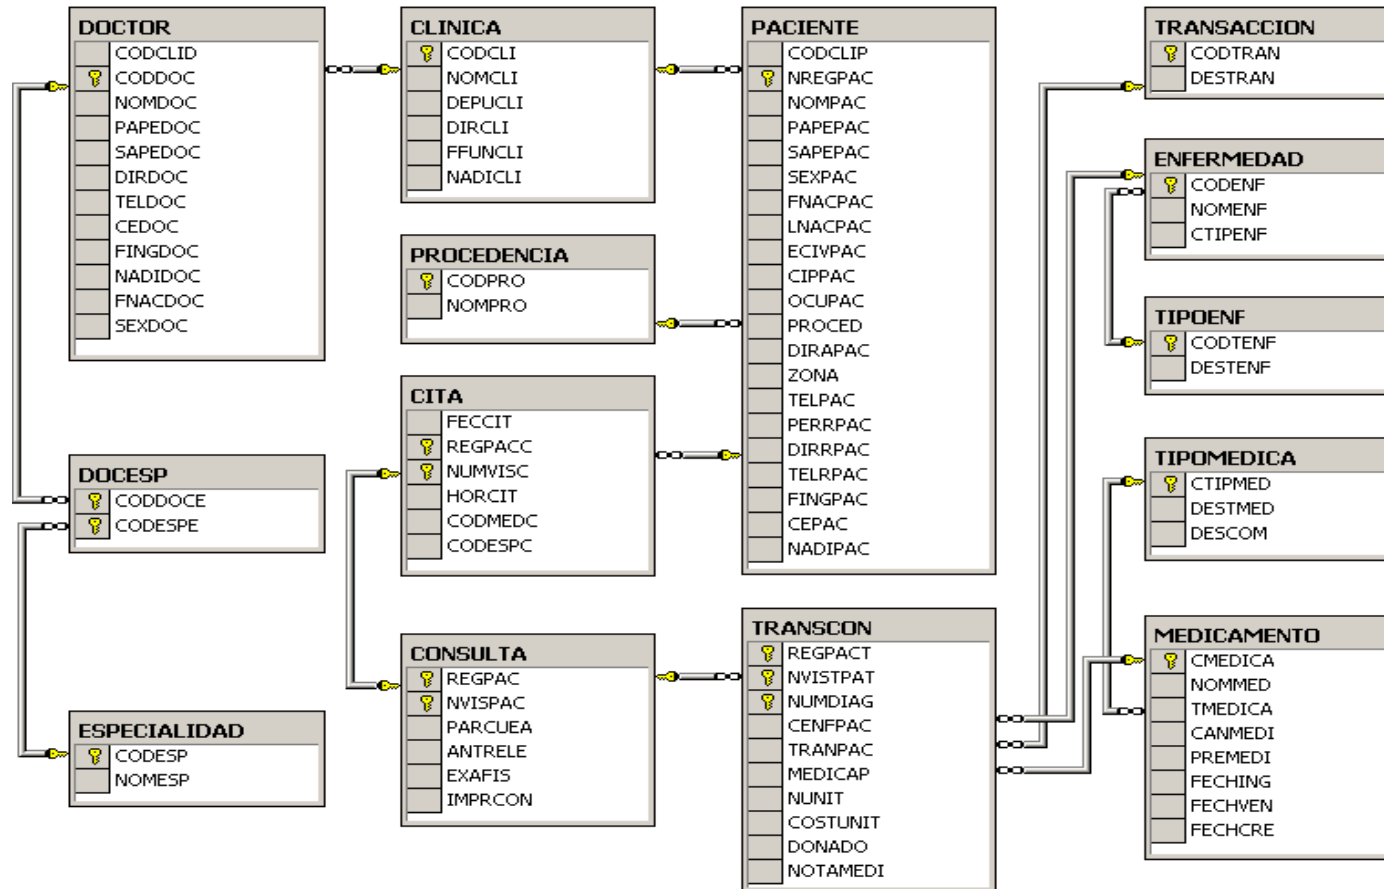 DOCTOR
CODCLID
CODDOC
NOMDOC
PAPEDOC
SAPEDOC
DIRDOC
TELDOC
CEDOC
FINGDOC
NADIDOC
FNACDOC
SEXDOC
DOCESP
CODDOCE
CODESPE
ESPECIALIDAD
CODESP
NOMESP
CLINICA
CODCLI
NOMCLI
DEPUCLI
DIRCLI
FFUNCLI
NADICLI
PROCEDENCIA
CODPRO
NOMPRO
CITA
FECCIT
REGPACC
NUMVISC
HORCIT
CODMEDC
CODESPC
CONSULTA
REGPAC
NVISPAC
PARCUEA
ANTRELE
EXAFIS
IMPRCON
PACIENTE
CODCLIP
NREGPAC
NOMPAC
PAPEPAC
SAPEPAC
SEXPAC
FNACPAC
LNACPAC
ECIVPAC
CIPPAC
OCUPAC
PROCED
DIRAPAC
ZONA
TELPAC
PERRPAC
DIRRPAC
TELRPAC
FINGPAC
CEPAC
NADIPAC
TRANSCON
REGPACT
NVISTPAT
NUMDIAG
CENFPAC
TRANPAC
MEDICAP
NUNIT
COSTUNIT
DONADO
NOTAMEDI
TRANSACCION
CODTRAN
DESTRAN
ENFERMEDAD
CODENF
NOMENF
CTIPENF
TIPOENF
CODTENF
DESTENF
TIPOMEDICA
CTIPMED
DESTMED
DESCOM
MEDICAMENTO
CMEDICA
NOMMED
TMEDICA
CANMEDI
PREMEDI
FECHING
FECHVEN
FECHCRE